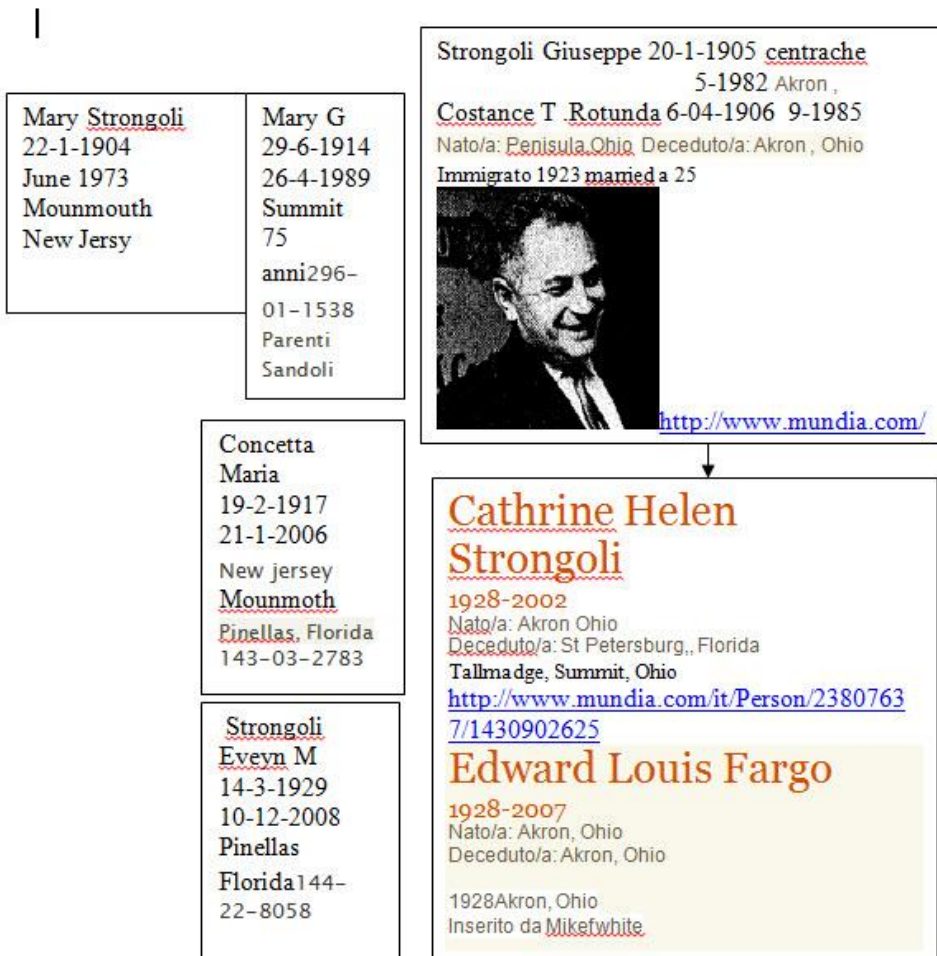 Strongoli Giuseppe 20-1-1905 centrache
5-1982 Akron ,
Costance T .Rotunda 6-04-1906 9-1985
Nato/a: Penisula,Ohio Deceduto/a: Akron , Ohio
Immigrato 1923 married a 25
http://www.mundia.com/
Mary Strongoli
22-1-1904
June 1973
Mounmouth
New Jersy
Mary G
29-6-1914
26-4-1989
Summit
75
anni296-
01-1538
Parenti
Sandoli
Concetta
Maria
19-2-1917
21-1-2006
New jersey
Mounmoth
Pinellas, Florida
143-03-2783
Strongoli
Eveyn M
14-3-1929
10-12-2008
Pinellas
Florida144-
22-8058
Cathrine Helen
Strongoli
1928-2002
Nato/a: Akron Ohio
Deceduto/a: St Petersburg,, Florida
Tallmadge, Summit, Ohio
http://www.mundia.com/it/Person/2380763
7/1430902625
Edward Louis Fargo
1928-2007
Nato/a: Akron, Ohio
Deceduto/a: Akron, Ohio
1928Akron, Ohio
Inserito da Mikefwhite